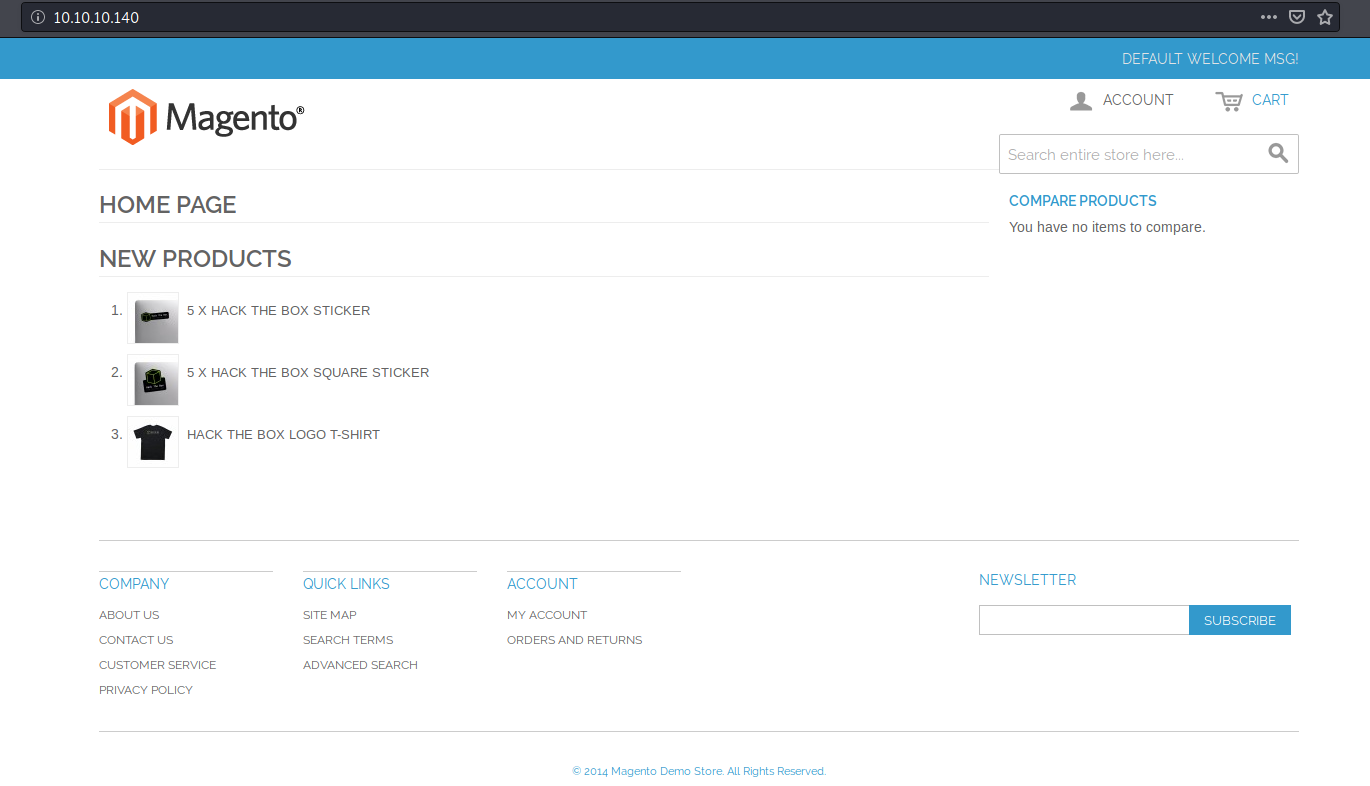 10.10.10.140
DEFAULT WELCOME MSG!
Magento®
ACCOUNT
CART
Search entire store here...
HOME PAGE
COMPARE PRODUCTS
You have no items to compare.
NEW PRODUCTS
1. 5 X HACK THE BOX STICKER
2. 5 X HACK THE BOX SQUARE STICKER
3. HACK THE BOX LOGO T-SHIRT
COMPANY
ABOUT US
CONTACT US
CUSTOMER SERVICE
PRIVACY POLICY
QUICK LINKS
SITE MAP
SEARCH TERMS
ADVANCED SEARCH
ACCOUNT
MY ACCOUNT
ORDERS AND RETURNS
NEWSLETTER
SUBSCRIBE
© 2014 Magento Demo Store. All Rights Reserved.